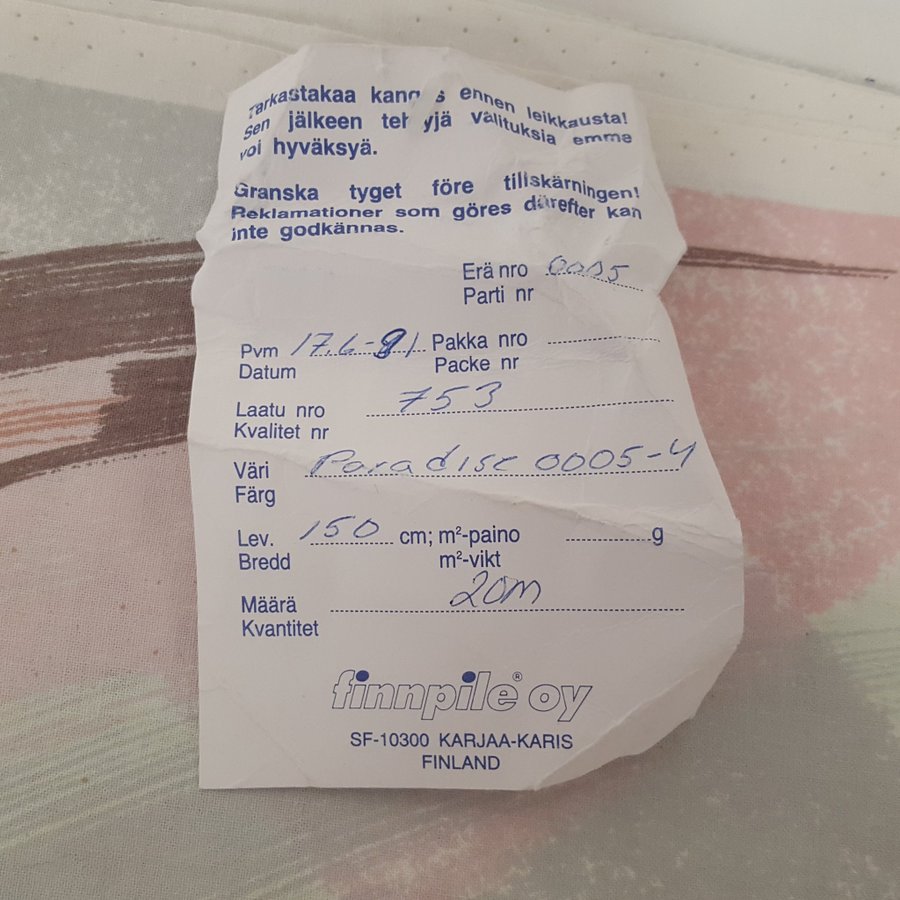 Tarkastakaa kangas ennen leikkausta!
Sen jälkeen tehtyjä valituksia emme
voi hyväksyä.
Granska tyget före tillskärningen!
Reklamationer som göres därefter kan
inte godkännas.
Erä nro 0005
Parti nr
Pvm 17.6-91 Pakka nro
Datum Packe nr
Laatu nro 753
Kvalitet nr
Väri Paradise 0005-4
Färg
Lev. 150 cm; m²-paino g
Bredd m²-vikt
Määrä 20m
Kvantitet
finnpile® oy
SF-10300 KARJAA-KARIS
FINLAND